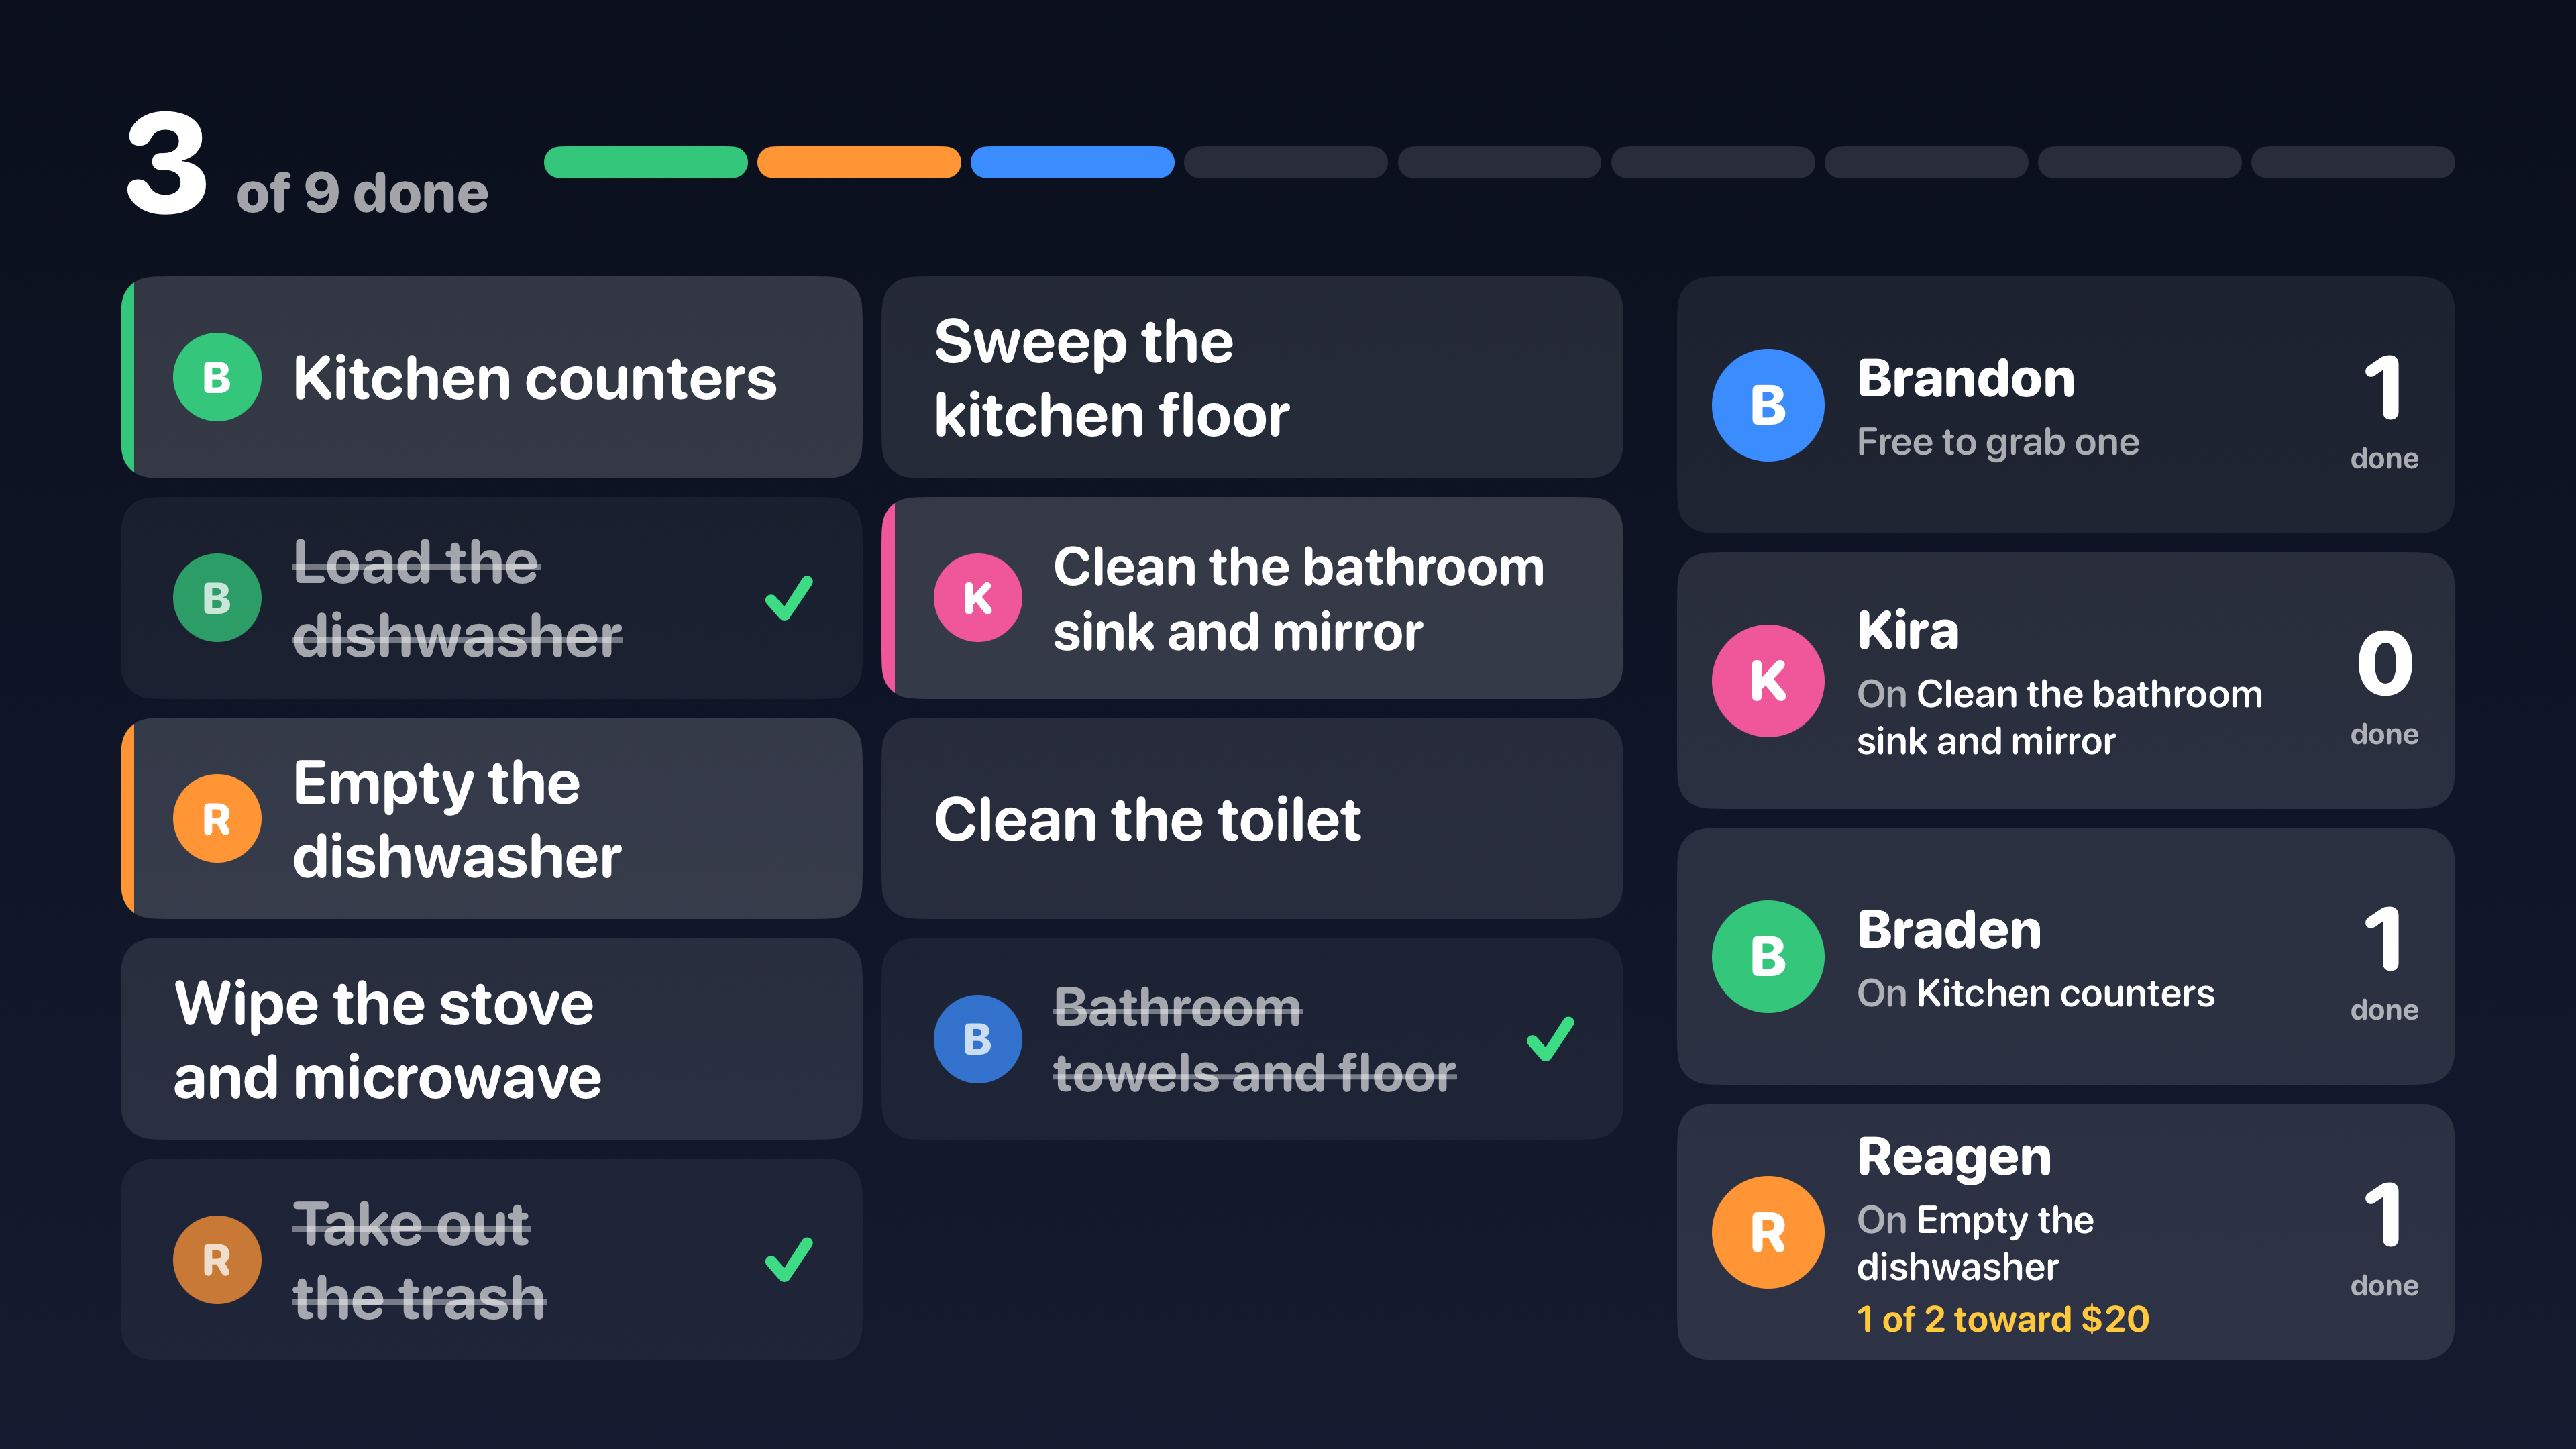 3 of 9 done
B Kitchen counters
B Load the
dishwasher
R Empty the
dishwasher
Wipe the stove
and microwave
R Take out
the trash
Sweep the
kitchen floor
K Clean the bathroom
sink and mirror
Clean the toilet
B Bathroom
towels and floor
B Brandon
Free to grab one
1
done
K Kira
On Clean the bathroom
sink and mirror
0
done
B Braden
On Kitchen counters
1
done
R Reagen
On Empty the
dishwasher
1 of 2 toward $20
1
done